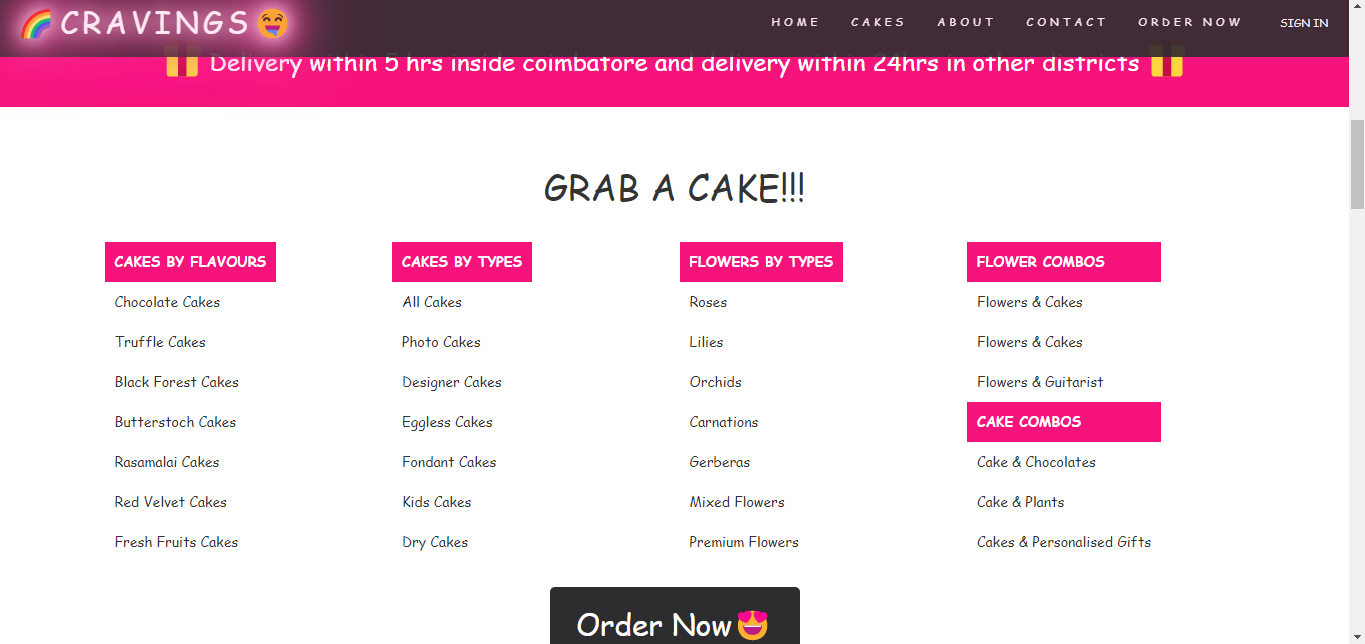 CRAVINGS
HOME CAKES ABOUT CONTACT ORDER NOW SIGN IN
Delivery within 5 hrs inside coimbatore and delivery within 24hrs in other districts
GRAB A CAKE!!!
CAKES BY FLAVOURS
Chocolate Cakes
Truffle Cakes
Black Forest Cakes
Butterstoch Cakes
Rasamalai Cakes
Red Velvet Cakes
Fresh Fruits Cakes
CAKES BY TYPES
All Cakes
Photo Cakes
Designer Cakes
Eggless Cakes
Fondant Cakes
Kids Cakes
Dry Cakes
FLOWERS BY TYPES
Roses
Lilies
Orchids
Carnations
Gerberas
Mixed Flowers
Premium Flowers
FLOWER COMBOS
Flowers & Cakes
Flowers & Cakes
Flowers & Guitarist
CAKE COMBOS
Cake & Chocolates
Cake & Plants
Cakes & Personalised Gifts
Order Now